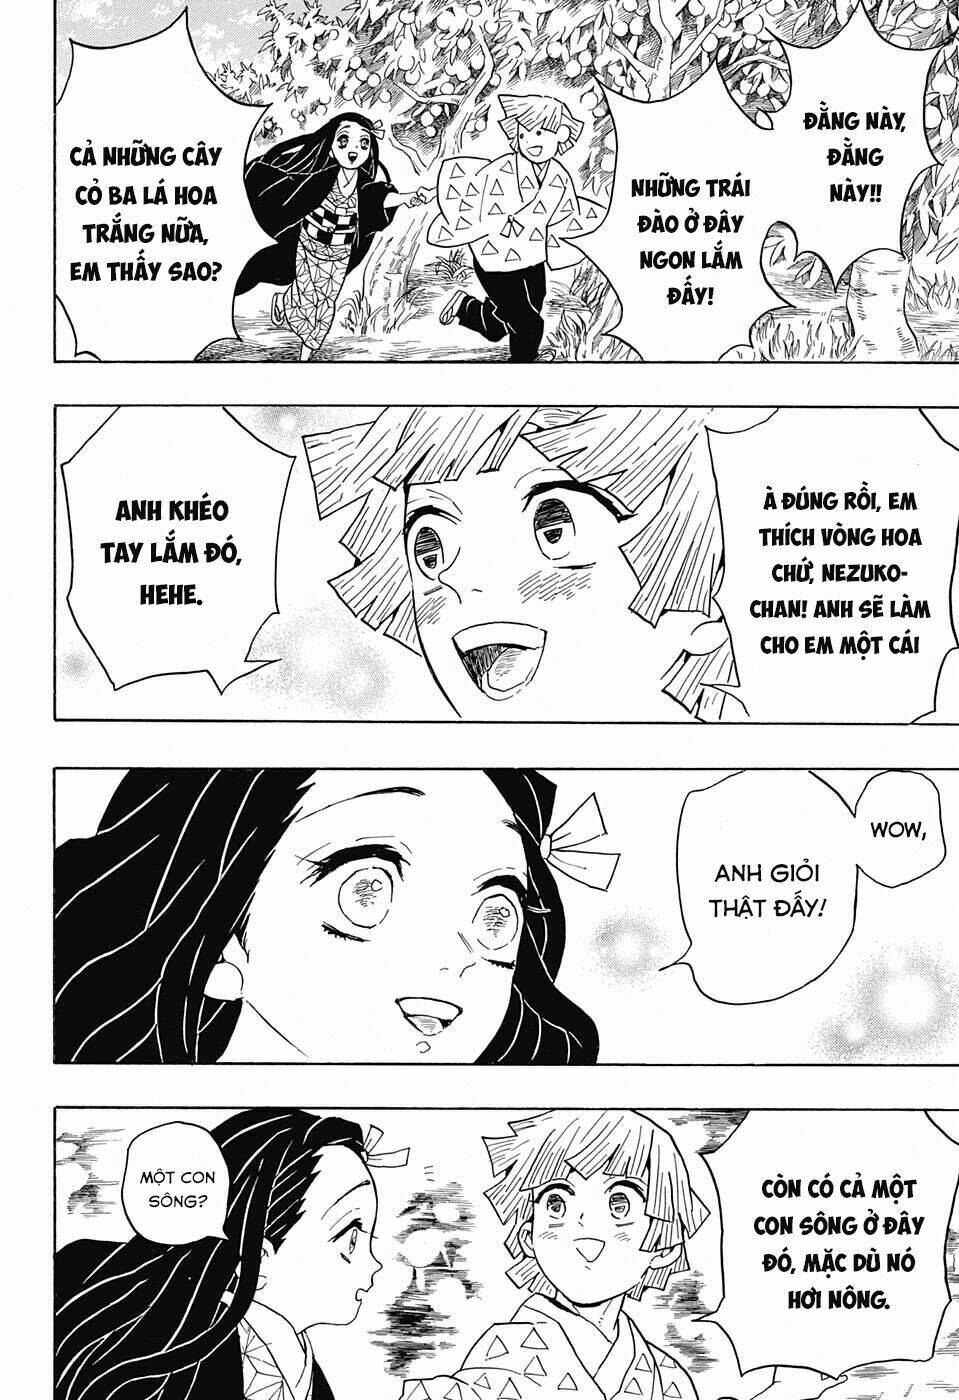 ĐẰNG NÀY,
ĐẰNG
NÀY!!
NHỮNG TRÁI
ĐÀO Ở ĐÂY
NGON LẮM
ĐẤY!
CẢ NHỮNG CÂY
CỎ BA LÁ HOA
TRẮNG NỮA,
EM THẤY SAO?
À ĐÚNG RỒI, EM
THÍCH VÒNG HOA
CHỨ, NEZUKO-
CHAN! ANH SẼ LÀM
CHO EM MỘT CÁI
ANH KHÉO
TAY LẮM ĐÓ,
HEHE.
WOW,
ANH GIỎI
THẬT ĐẤY!
CÒN CÓ CẢ MỘT
CON SÔNG Ở ĐÂY
ĐÓ, MẶC DÙ NÓ
HƠI NÔNG.
MỘT CON
SÔNG?